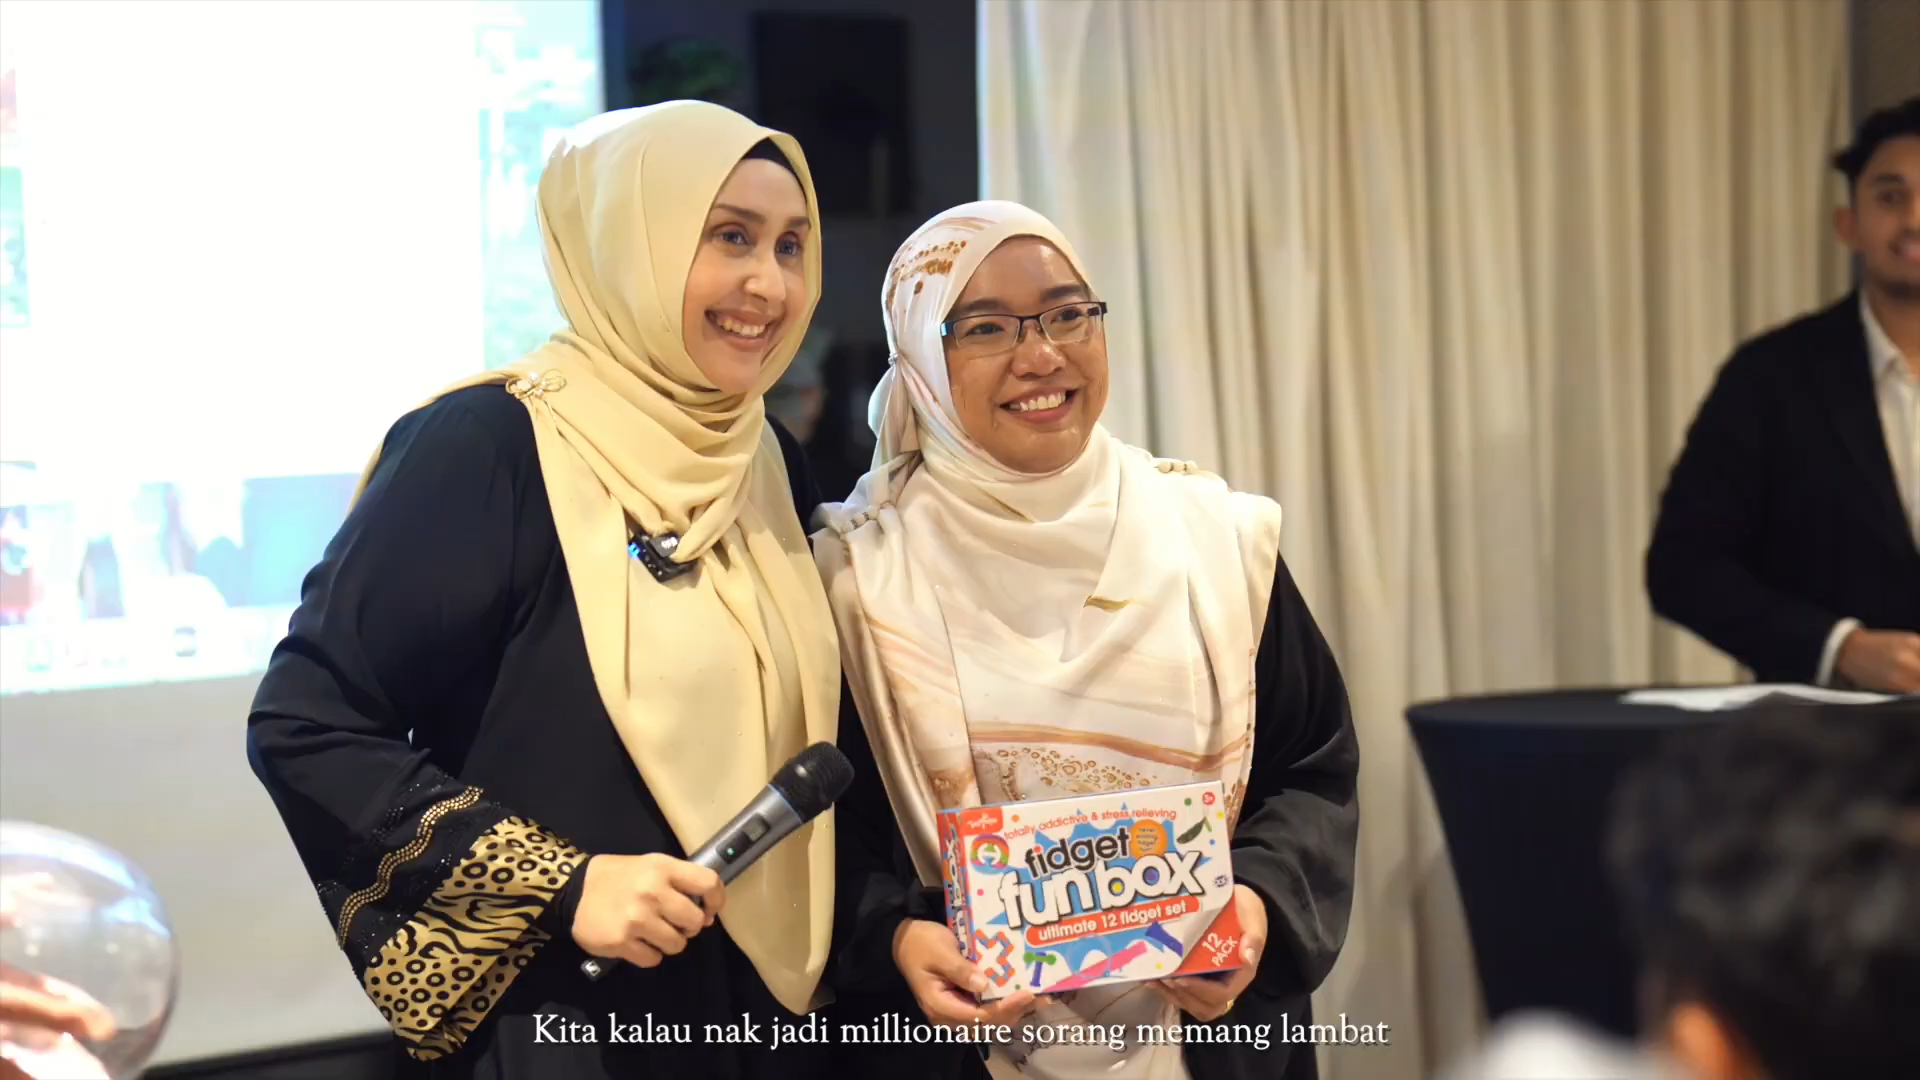 totally addictive & stress relieving
3+
fidget
fun box
ultimate 12 fidget set
12
PACK
Kita kalau nak jadi millionaire sorang memang lambat